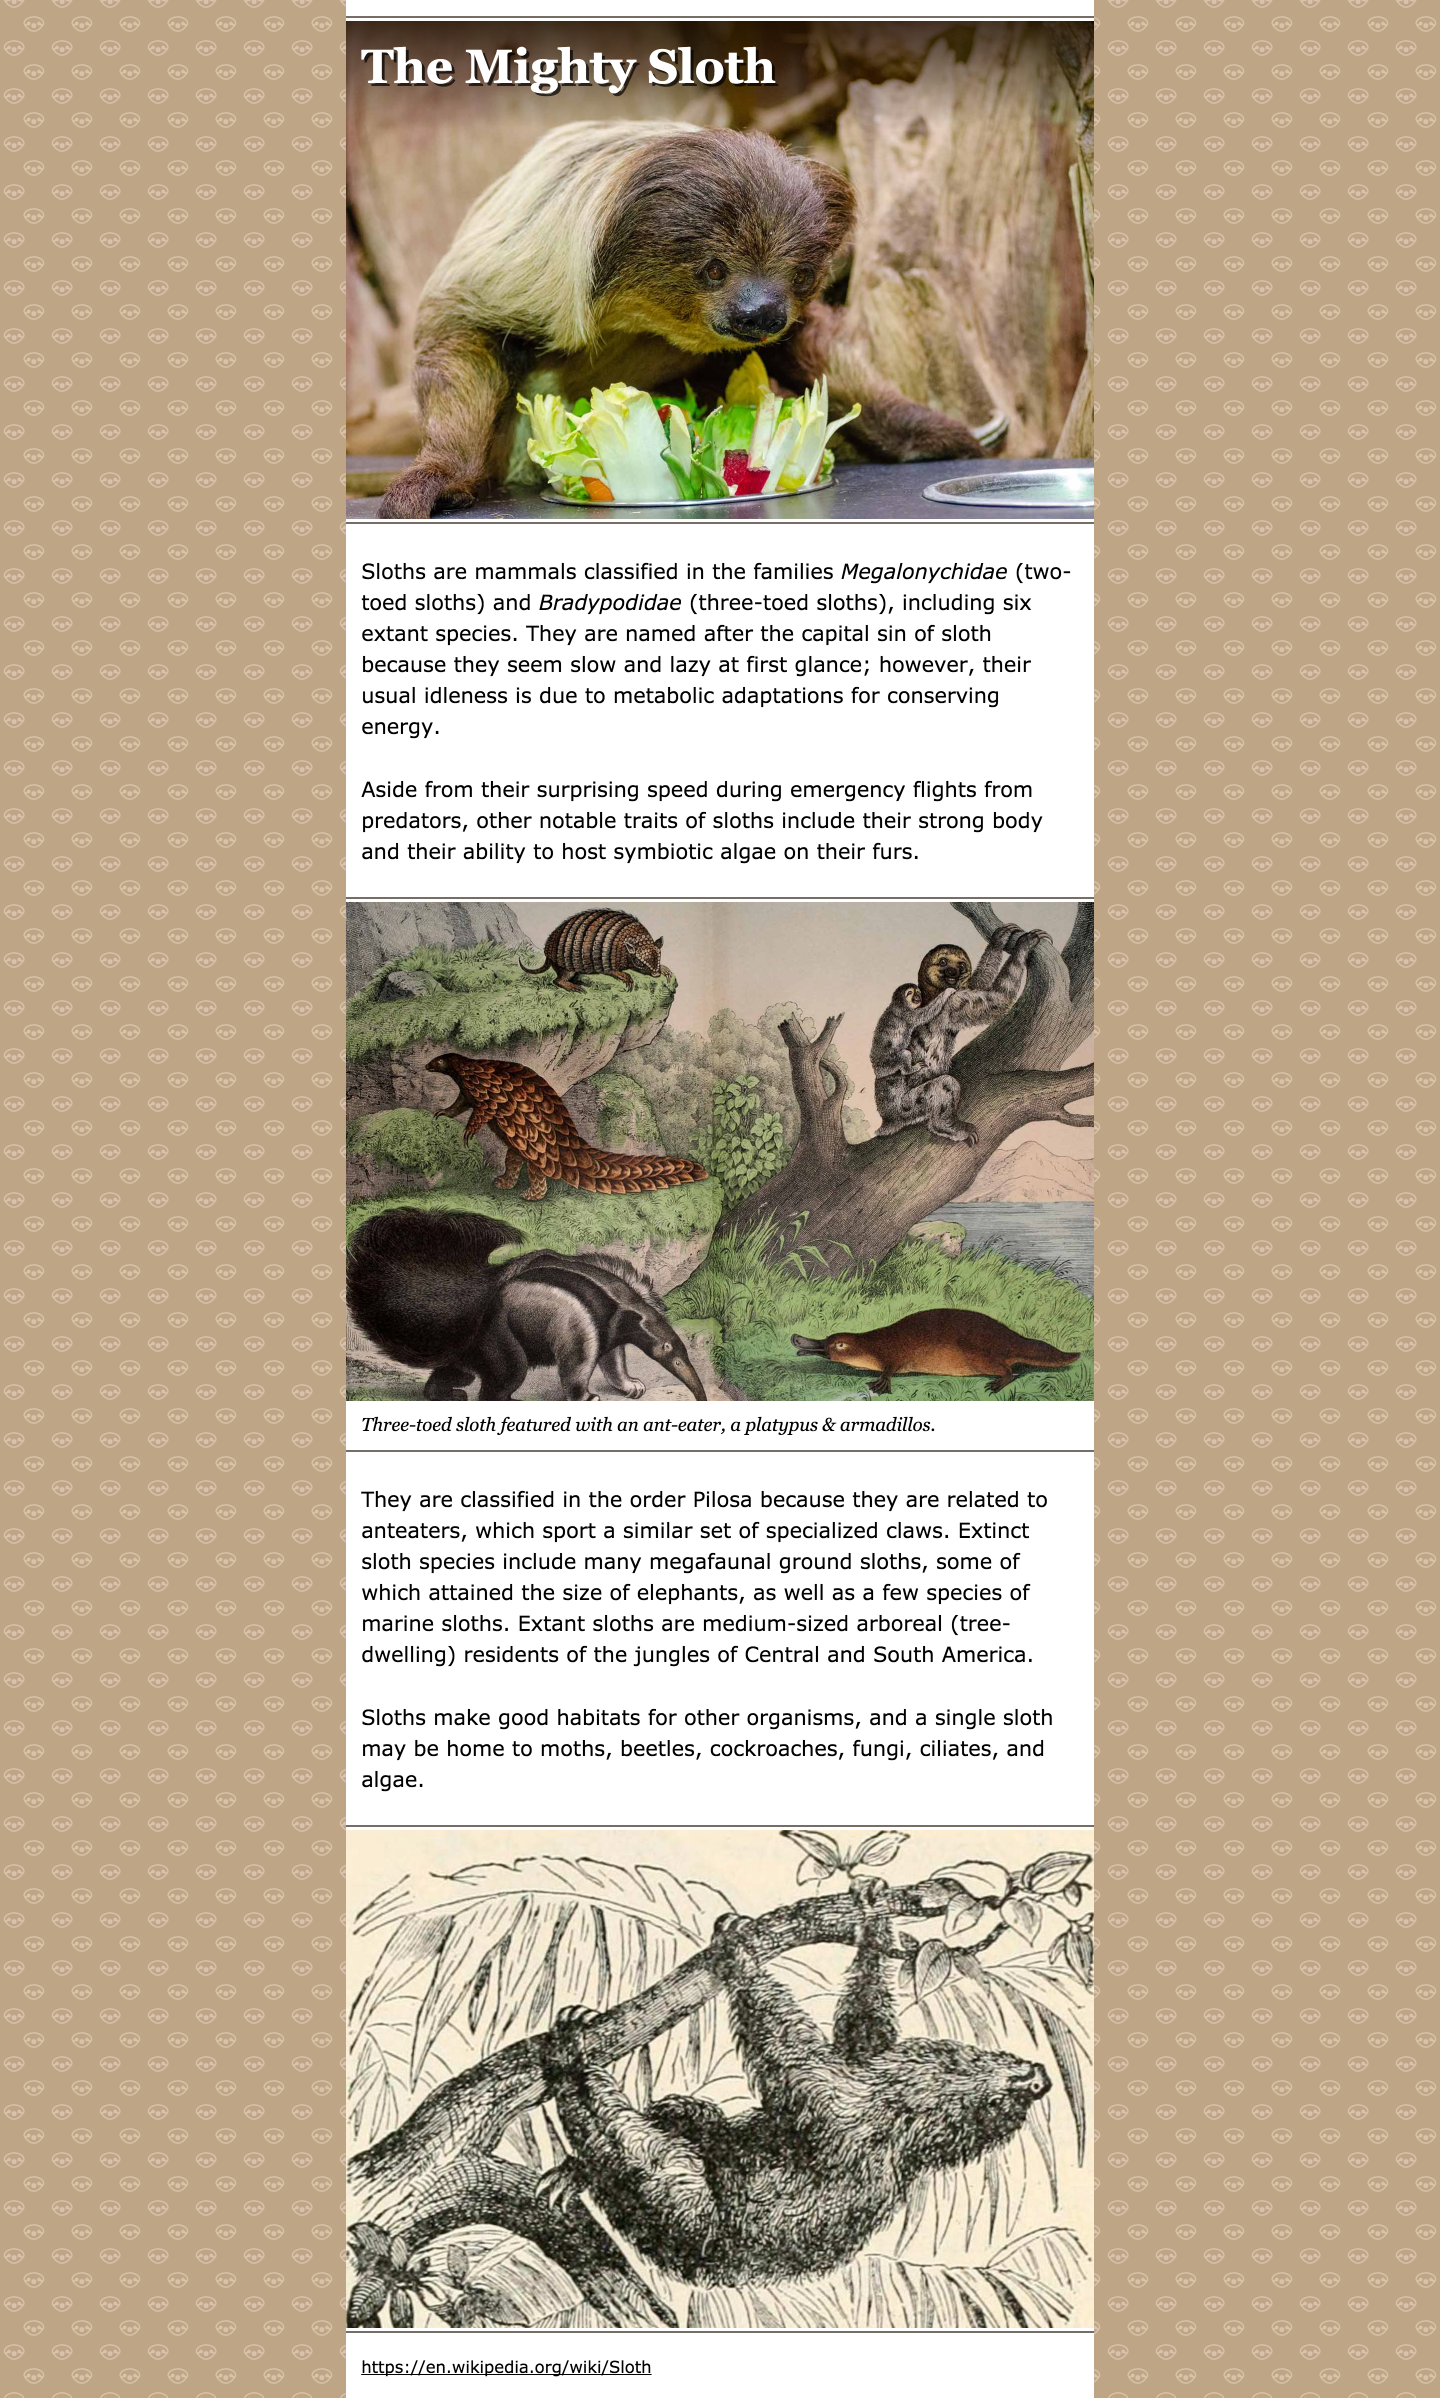 The Mighty Sloth
Sloths are mammals classified in the families Megalonychidae (two-
toed sloths) and Bradypodidae (three-toed sloths), including six
extant species. They are named after the capital sin of sloth
because they seem slow and lazy at first glance; however, their
usual idleness is due to metabolic adaptations for conserving
energy.
Aside from their surprising speed during emergency flights from
predators, other notable traits of sloths include their strong body
and their ability to host symbiotic algae on their furs.
Three-toed sloth featured with an ant-eater, a platypus & armadillos.
They are classified in the order Pilosa because they are related to
anteaters, which sport a similar set of specialized claws. Extinct
sloth species include many megafaunal ground sloths, some of
which attained the size of elephants, as well as a few species of
marine sloths. Extant sloths are medium-sized arboreal (tree-
dwelling) residents of the jungles of Central and South America.
Sloths make good habitats for other organisms, and a single sloth
may be home to moths, beetles, cockroaches, fungi, ciliates, and
algae.
https://en.wikipedia.org/wiki/Sloth